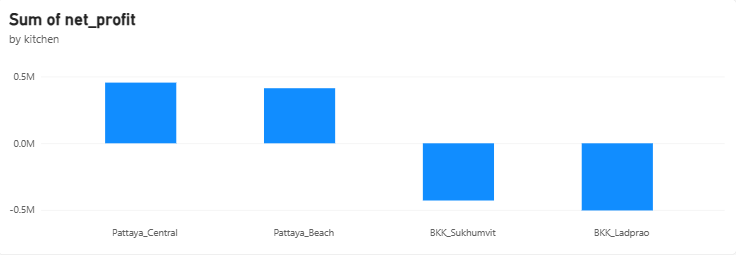 Sum of net_profit
by kitchen
0.5M
0.0M
-0.5M
Pattaya_Central Pattaya_Beach BKK_Sukhumvit BKK_Ladprao